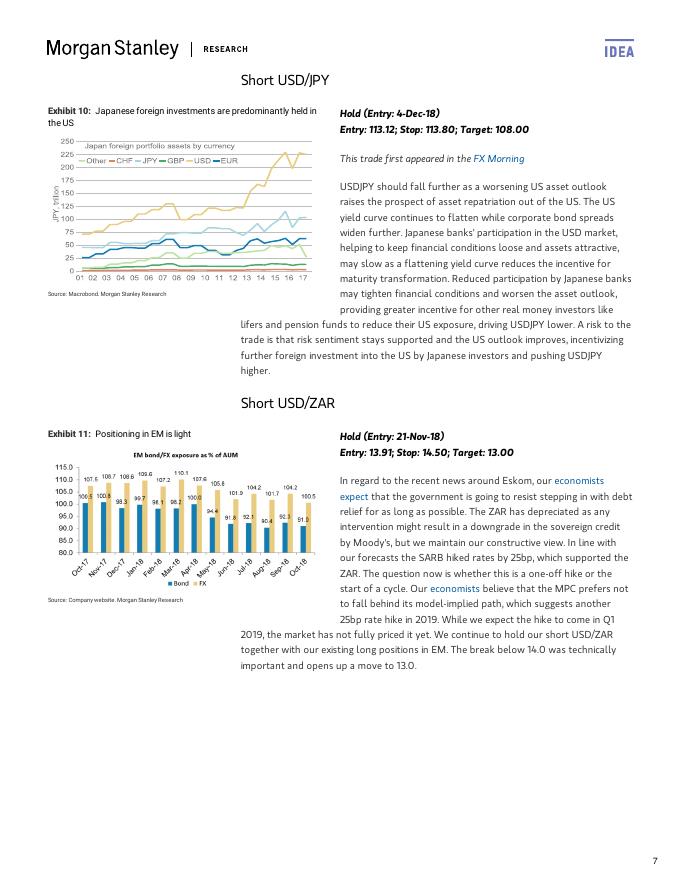 Morgan Stanley | RESEARCH
IDEA
Short USD/JPY
Exhibit 10: Japanese foreign investments are predominantly held in
the US
250
225
200
175
150
125
100
75
50
25
0
JPY, trillion
Japan foreign portfolio assets by currency
Other CHF JPY GBP USD EUR
01 02 03 04 05 06 07 08 09 10 11 12 13 14 15 16 17
Source: Macrobond, Morgan Stanley Research
Hold (Entry: 4-Dec-18)
Entry: 113.12; Stop: 113.80; Target: 108.00
This trade first appeared in the FX Morning
USDJPY should fall further as a worsening US asset outlook
raises the prospect of asset repatriation out of the US. The US
yield curve continues to flatten while corporate bond spreads
widen further. Japanese banks' participation in the USD market,
helping to keep financial conditions loose and assets attractive,
may slow as a flattening yield curve reduces the incentive for
maturity transformation. Reduced participation by Japanese banks
may tighten financial conditions and worsen the asset outlook,
providing greater incentive for other real money investors like
lifers and pension funds to reduce their US exposure, driving USDJPY lower. A risk to the
trade is that risk sentiment stays supported and the US outlook improves, incentivizing
further foreign investment into the US by Japanese investors and pushing USDJPY
higher.
Short USD/ZAR
Exhibit 11: Positioning in EM is light
EM bond/FX exposure as % of AUM
115.0
110.0
105.0
100.0
95.0
90.0
85.0
80.0
107.5 108.7 108.6 109.6 107.2 110.1 107.6 105.8 101.9 104.2 101.7 104.2 100.5
100.5 100.8 98.3 99.7 98.1 98.2 100.0 94.4 91.8 92.1 90.4 92.3 91.0
Oct-17 Nov-17 Dec-17 Jan-18 Feb-18 Mar-18 Apr-18 May-18 Jun-18 Jul-18 Aug-18 Sep-18 Oct-18
Bond FX
Source: Company website, Morgan Stanley Research
Hold (Entry: 21-Nov-18)
Entry: 13.91; Stop: 14.50; Target: 13.00
In regard to the recent news around Eskom, our economists
expect that the government is going to resist stepping in with debt
relief for as long as possible. The ZAR has depreciated as any
intervention might result in a downgrade in the sovereign credit
by Moody's, but we maintain our constructive view. In line with
our forecasts the SARB hiked rates by 25bp, which supported the
ZAR. The question now is whether this is a one-off hike or the
start of a cycle. Our economists believe that the MPC prefers not
to fall behind its model-implied path, which suggests another
25bp rate hike in 2019. While we expect the hike to come in Q1
2019, the market has not fully priced it yet. We continue to hold our short USD/ZAR
together with our existing long positions in EM. The break below 14.0 was technically
important and opens up a move to 13.0.
7